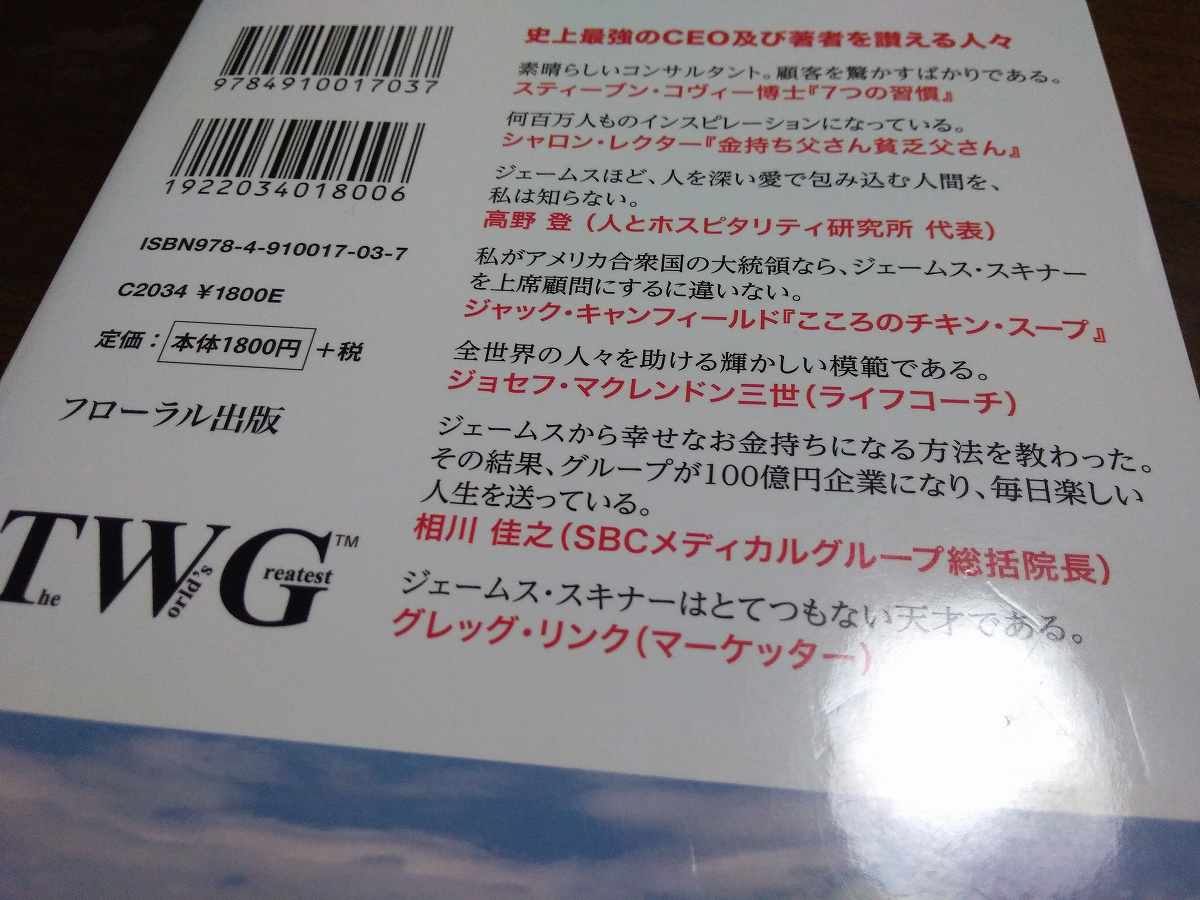 9784910017037
1922034018006
ISBN978-4-910017-03-7
C2034 ¥1800E
定価：本体1800円+税
フローラル出版
The World's Greatest™
史上最強のCEO及び著者を讃える人々
素晴らしいコンサルタント。顧客を驚かすばかりである。
スティーブン・コヴィー博士『7つの習慣』
何百万人ものインスピレーションになっている。
シャロン・レクター『金持ち父さん貧乏父さん』
ジェームスほど、人を深い愛で包み込む人間を、
私は知らない。
高野 登（人とホスピタリティ研究所 代表）
私がアメリカ合衆国の大統領なら、ジェームス・スキナー
を上席顧問にするに違いない。
ジャック・キャンフィールド『こころのチキン・スープ』
全世界の人々を助ける輝かしい模範である。
ジョセフ・マクレンドン三世（ライフコーチ）
ジェームスから幸せなお金持ちになる方法を教わった。
その結果、グループが100億円企業になり、毎日楽しい
人生を送っている。
相川 佳之（SBCメディカルグループ総括院長）
ジェームス・スキナーはとてつもない天才である。
グレッグ・リンク（マーケッター）